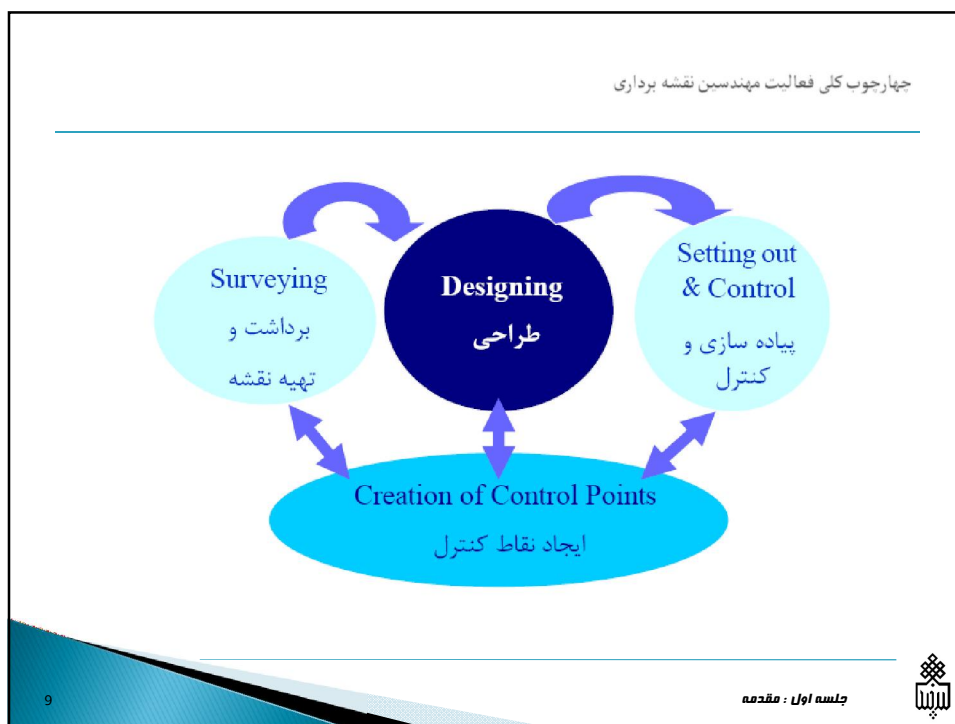 چهارچوب کلی فعالیت مهندسین نقشه برداری
Surveying
برداشت و
تهیه نقشه
Designing
طراحی
Setting out
& Control
پیاده سازی و
کنترل
Creation of Control Points
ایجاد نقاط کنترل
9
جلسه اول : مقدمه